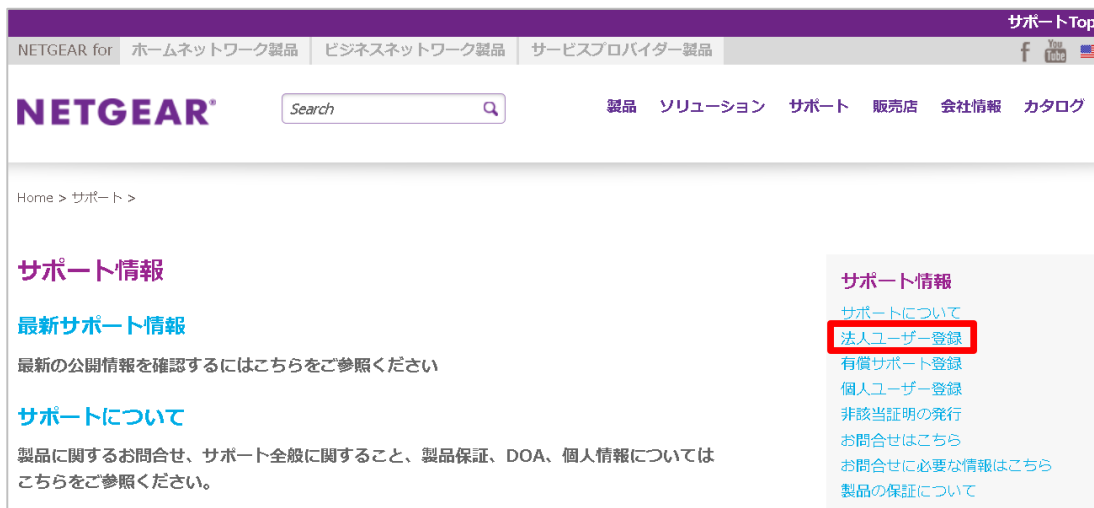 サポートTop
NETGEAR for ホームネットワーク製品 ビジネスネットワーク製品 サービスプロバイダー製品
f You Tube
NETGEAR® Search 製品 ソリューション サポート 販売店 会社情報 カタログ
Home > サポート >
サポート情報
最新サポート情報
最新の公開情報を確認するにはこちらをご参照ください
サポートについて
製品に関するお問合せ、サポート全般に関すること、製品保証、DOA、個人情報については
こちらをご参照ください。
サポート情報
サポートについて
法人ユーザー登録
有償サポート登録
個人ユーザー登録
非該当証明の発行
お問合せはこちら
お問合せに必要な情報はこちら
製品の保証について